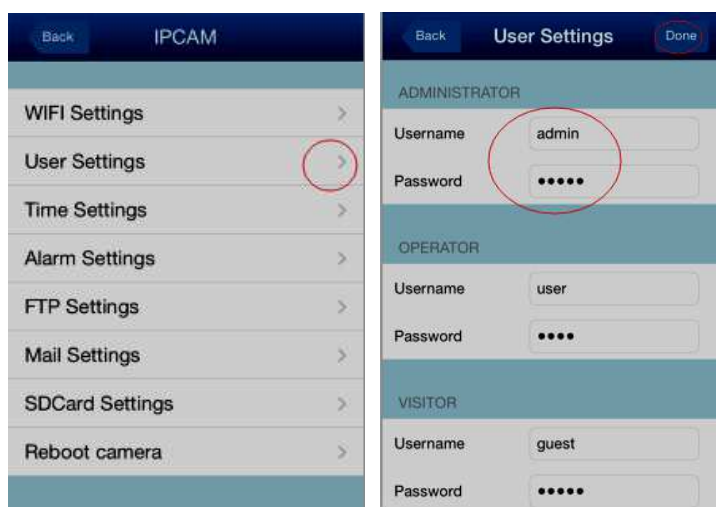 Back IPCAM
WIFI Settings
User Settings
Time Settings
Alarm Settings
FTP Settings
Mail Settings
SDCard Settings
Reboot camera
Back User Settings Done
ADMINISTRATOR
Username admin
Password •••••
OPERATOR
Username user
Password ••••
VISITOR
Username guest
Password •••••